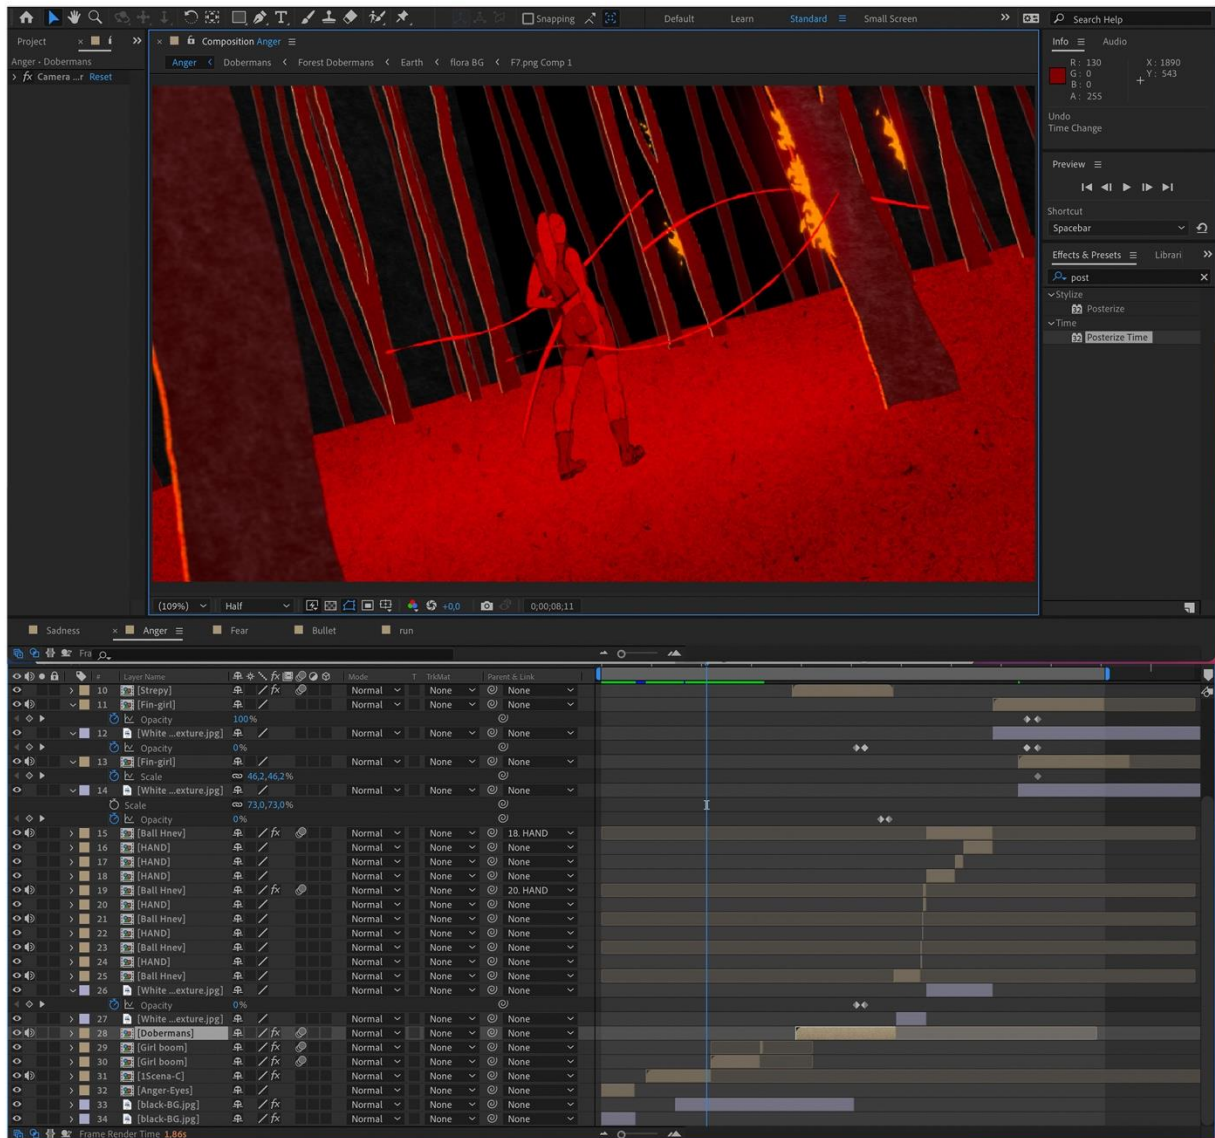 Snapping
Default Learn Standard Small Screen
Search Help
Project
Composition Anger
Info Audio
Anger • Dobermans
Anger Dobermans Forest Dobermans Earth flora BG F7.png Comp 1
fx Camera ...r Reset
R: 130 X: 1890
G: 0 Y: 543
B: 0
A: 255
Undo
Time Change
Preview
Shortcut
Spacebar
Effects & Presets Librari
post
Stylize
Posterize
Time
Posterize Time
(109%) Half +0,0 0;00;08;11
Sadness Anger Fear Bullet run
Fra
# Layer Name Mode T TrkMat Parent & Link
10 [Strepy] Normal None None
11 [Fin-girl] Normal None None
Opacity 100%
12 [White ...exture.jpg] Normal None None
Opacity 0%
13 [Fin-girl] Normal None None
Scale 46,2,46,2%
14 [White ...exture.jpg] Normal None None
Scale 73,0,73,0%
Opacity 0%
15 [Ball Hnev] Normal None 18. HAND
16 [HAND] Normal None None
17 [HAND] Normal None None
18 [HAND] Normal None None
19 [Ball Hnev] Normal None 20. HAND
20 [HAND] Normal None None
21 [Ball Hnev] Normal None None
22 [HAND] Normal None None
23 [Ball Hnev] Normal None None
24 [HAND] Normal None None
25 [Ball Hnev] Normal None None
26 [White ...exture.jpg] Normal None None
Opacity 0%
27 [White ...exture.jpg] Normal None None
28 [Dobermans] Normal None None
29 [Girl boom] Normal None None
30 [Girl boom] Normal None None
31 [1Scena-C] Normal None None
32 [Anger-Eyes] Normal None None
33 [black-BG.jpg] Normal None None
34 [black-BG.jpg] Normal None None
Frame Render Time 1.86s